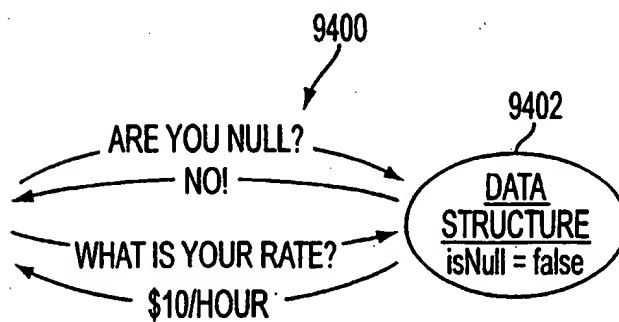 9400
9402
ARE YOU NULL?
NO!
WHAT IS YOUR RATE?
$10/HOUR
DATA
STRUCTURE
isNull = false